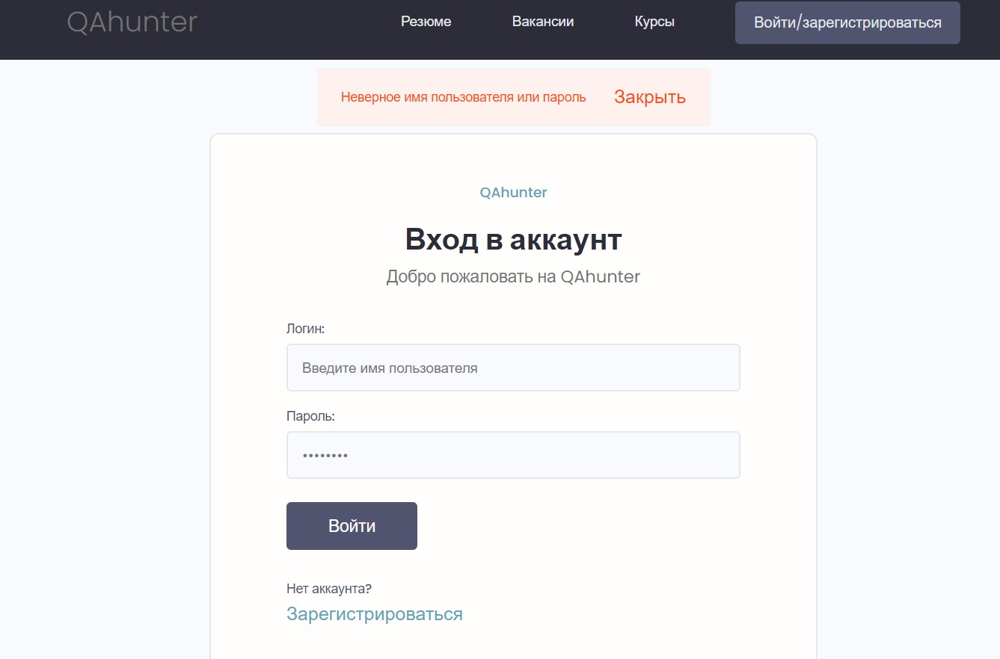 QAhunter
Резюме
Вакансии
Курсы
Войти/зарегистрироваться
Неверное имя пользователя или пароль
Закрыть
QAhunter
Вход в аккаунт
Добро пожаловать на QAhunter
Логин:
Введите имя пользователя
Пароль:
••••••••
Войти
Нет аккаунта?
Зарегистрироваться